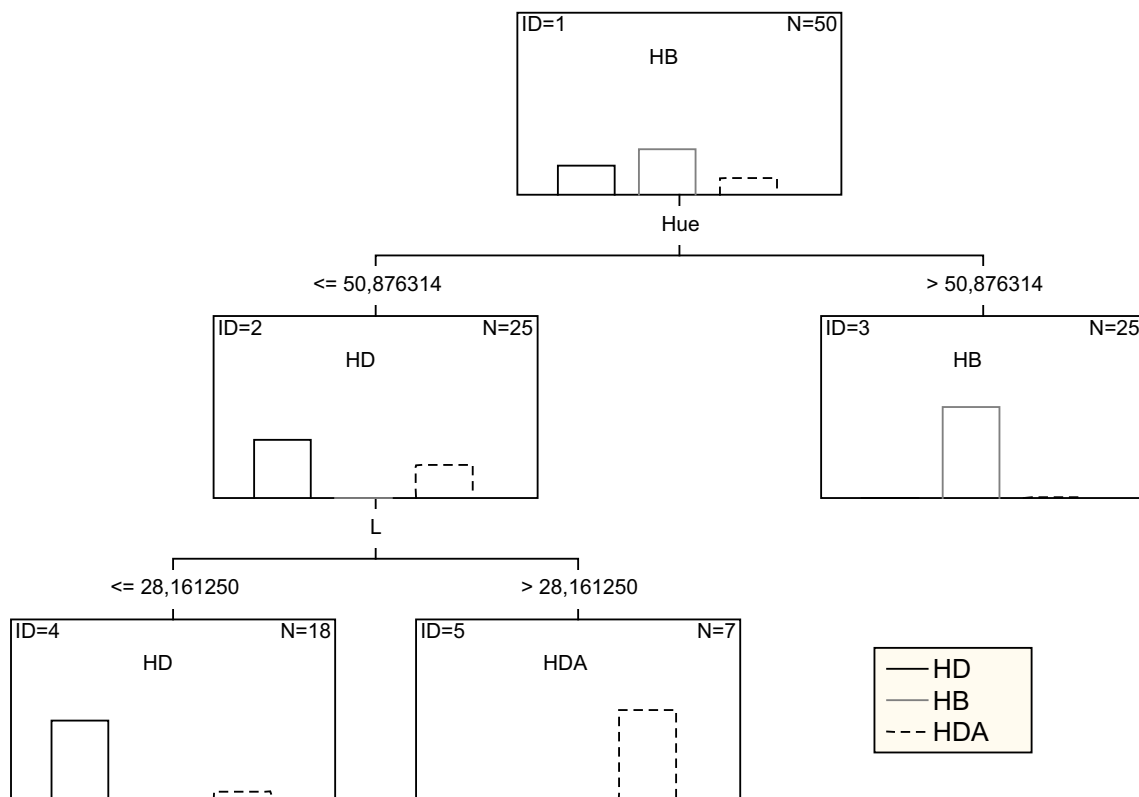 ID=1 N=50
HB
Hue
<= 50,876314 > 50,876314
ID=2 N=25 ID=3 N=25
HD HB
L
<= 28,161250 > 28,161250
ID=4 N=18 ID=5 N=7
HD HDA
HD
HB
HDA